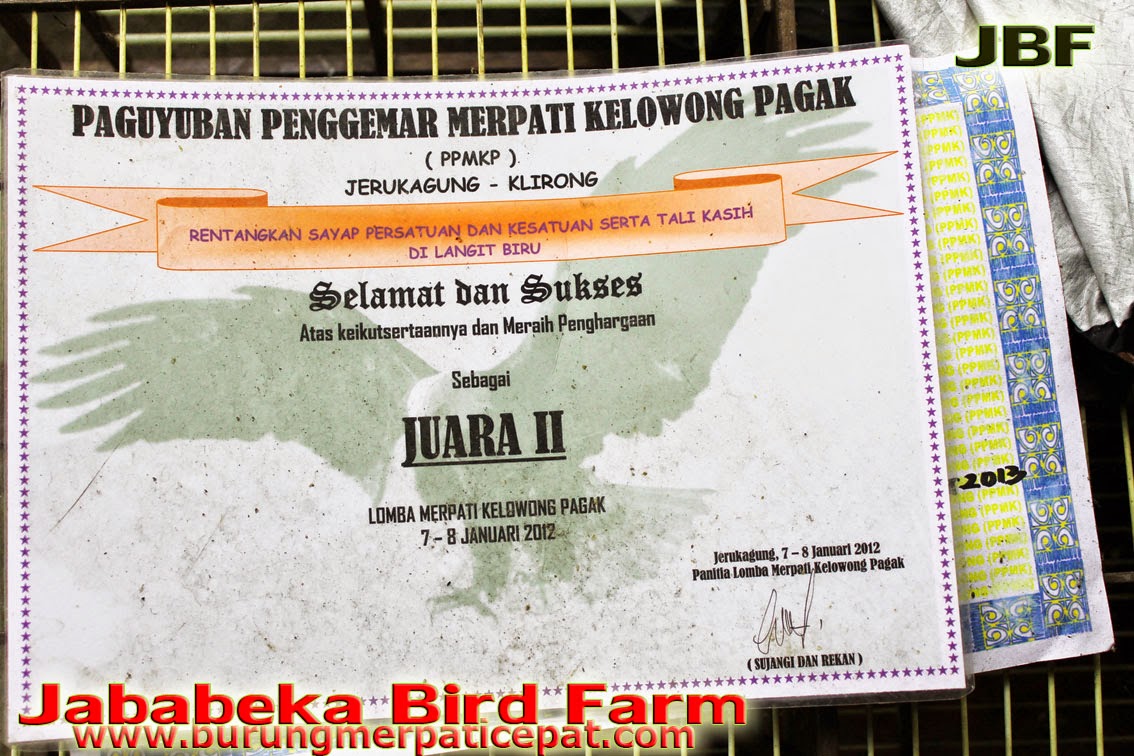 JBF
PAGUYUBAN PENGGEMAR MERPATI KELOWONG PAGAK
( PPMKP )
JERUKAGUNG - KLIRONG
RENTANGKAN SAYAP PERSATUAN DAN KESATUAN SERTA TALI KASIH
DI LANGIT BIRU
Selamat dan Sukses
Atas keikutsertaannya dan Meraih Penghargaan
Sebagai
JUARA II
LOMBA MERPATI KELOWONG PAGAK
7 – 8 JANUARI 2012
Jerukagung, 7 – 8 Januari 2012
Panitia Lomba Merpati Kelowong Pagak
( SUJANGI DAN REKAN )
(PPMK)
2013
Jababeka Bird Farm
www.burungmerpaticepat.com